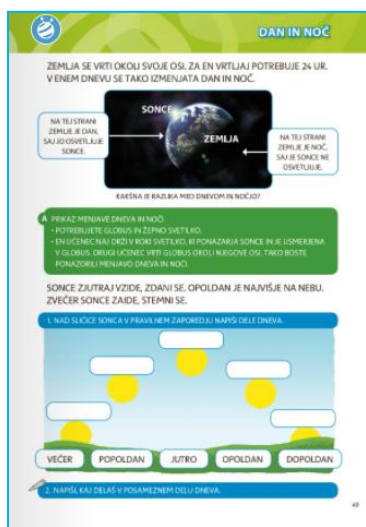 DAN IN NOČ
ZEMLJA SE VRTI OKOLI SVOJE OSI. ZA EN VRTLJAJ POTREBUJE 24 UR.
V ENEM DNEVU SE TAKO IZMENJATA DAN IN NOČ.
SONCE
ZEMLJA
NA TEJ STRANI
ZEMLJE JE DAN,
SAJ JO OSVETLJUJE
SONCE.
NA TEJ STRANI
ZEMLJE JE NOČ,
SAJ JE SONCE NE
OSVETLJUJE.
KAKŠNA JE RAZLIKA MED DNEVOM IN NOČJO?
A PRIKAZ MENJAVE DNEVA IN NOČI
• POTREBUJETE GLOBUS IN ŽEPNO SVETILKO.
• EN UČENEC NAJ DRŽI V ROKI SVETILKO, KI PONAZARJA SONCE IN JE USMERJENA
V GLOBUS. DRUGI UČENEC VRTI GLOBUS OKOLI NJEGOVE OSI. TAKO BOSTE
PONAZORILI MENJAVO DNEVA IN NOČI.
SONCE ZJUTRAJ VZIDE, ZDANI SE. OPOLDAN JE NAJVIŠJE NA NEBU.
ZVEČER SONCE ZAIDE, STEMNI SE.
1. NAD SLIČICE SONCA V PRAVILNEM ZAPOREDJU NAPIŠI DELE DNEVA.
VEČER POPOLDAN JUTRO OPOLDAN DOPOLDAN
2. NAPIŠI, KAJ DELAŠ V POSAMEZNEM DELU DNEVA.